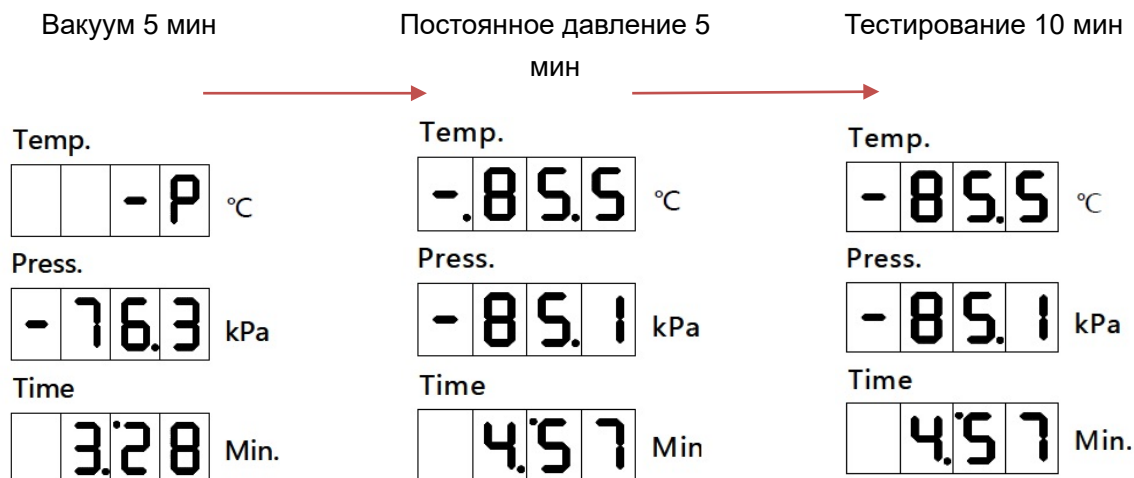 Вакуум 5 мин
Постоянное давление 5
мин
Тестирование 10 мин
Temp.
-P °C
Press.
-76.3 kPa
Time
3:28 Min.
Temp.
-.85.5 °C
Press.
-85.1 kPa
Time
4:57 Min
Temp.
-85.5 °C
Press.
-85.1 kPa
Time
4:57 Min.